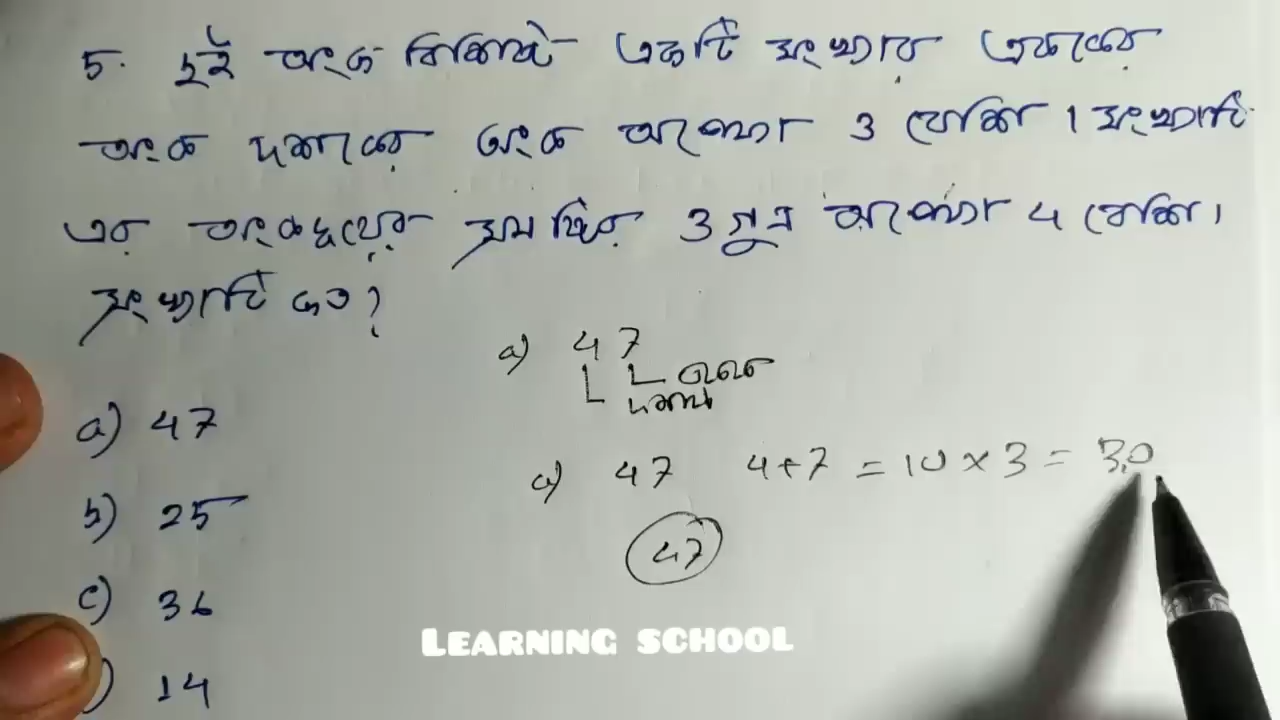 5. দুই অংক বিশিষ্ট একটি সংখ্যার এককের
অংক দশকের অংক অপেক্ষা 3 বেশি । সংখ্যাটি
এর অংকদ্বয়ের সমষ্টির 3 গুন অপেক্ষা 4 বেশি।
সংখ্যাটি কত ?
a) 47
একক
দশক
a) 47
b) 25
c) 36
) 14
a) 47 4+7 = 10 × 3 = 30
47
LEARNING SCHOOL